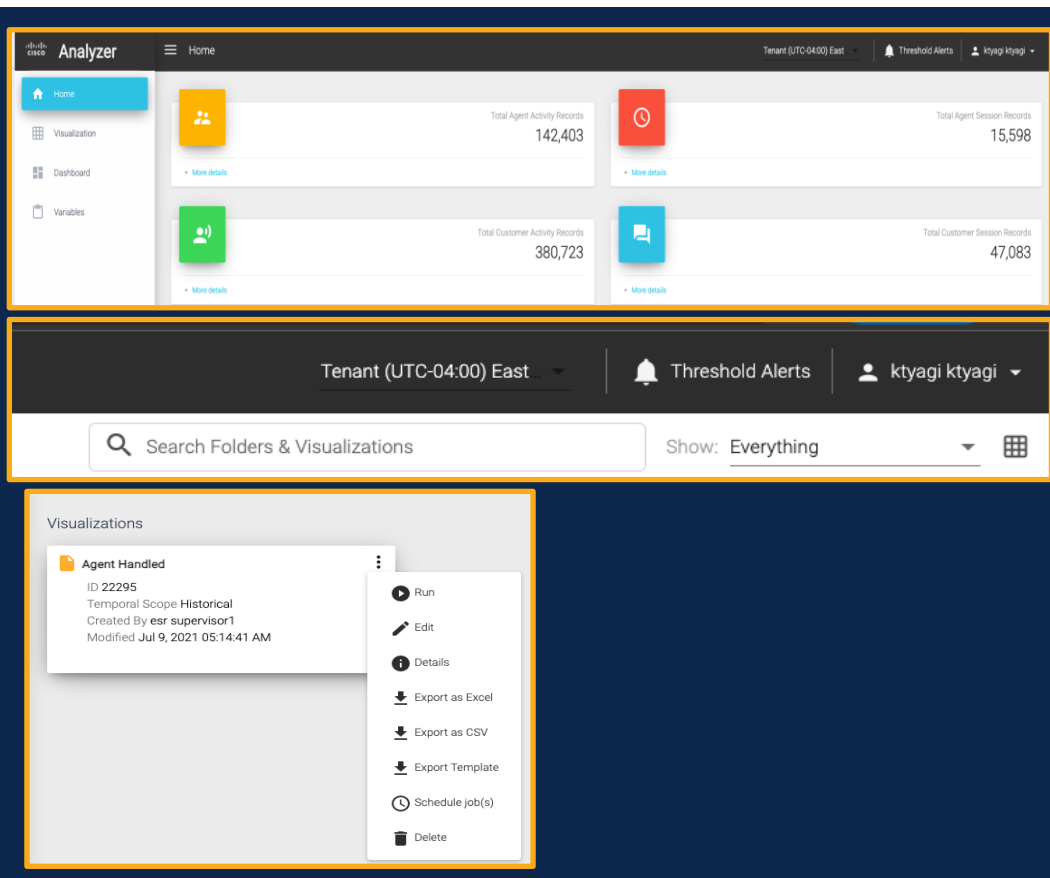 cisco Analyzer
Home
Tenant (UTC-04:00) East
Threshold Alerts
ktyagi ktyagi
Home
Visualization
Dashboard
Variables
Total Agent Activity Records
142,403
More details
Total Agent Session Records
15,598
More details
Total Customer Activity Records
380,723
More details
Total Customer Session Records
47,083
More details
Tenant (UTC-04:00) East...
Threshold Alerts
ktyagi ktyagi
Search Folders & Visualizations
Show: Everything
Visualizations
Agent Handled
ID 22295
Temporal Scope Historical
Created By esr supervisor1
Modified Jul 9, 2021 05:14:41 AM
Run
Edit
Details
Export as Excel
Export as CSV
Export Template
Schedule job(s)
Delete